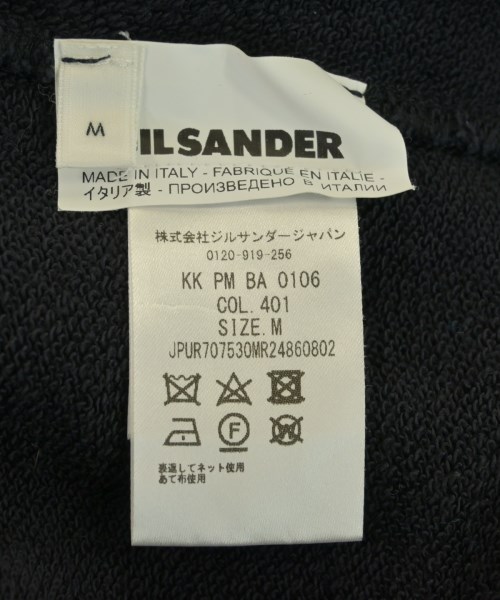 M
JIL SANDER
MADE IN ITALY - FABRIQUÉ EN ITALIE -
イタリア製 - ПРОИЗВЕДЕНО В ИТАЛИИ
株式会社ジルサンダージャパン
0120-919-256
KK PM BA 0106
COL. 401
SIZE. M
JPUR707530MR24860802
F
W
裏返してネット使用
あて布使用